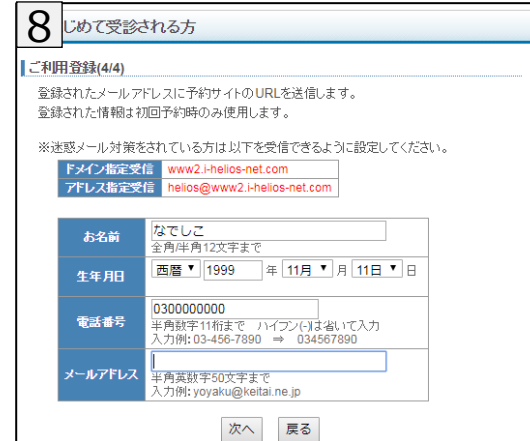 8
じめて受診される方
ご利用登録(4/4)
登録されたメールアドレスに予約サイトのURLを送信します。
登録された情報は初回予約時のみ使用します。
※迷惑メール対策をされている方は以下を受信できるように設定してください。
ドメイン指定受信 www2.i-helios-net.com
アドレス指定受信 helios@www2.i-helios-net.com
お名前 なでしこ
全角/半角12文字まで
生年月日 西暦▼ 1999 年 11月▼ 月 11日▼ 日
電話番号 0300000000
半角数字11桁まで ハイフン(-)は省いて入力
入力例: 03-456-7890 ⇒ 034567890
メールアドレス
半角英数字50文字まで
入力例: yoyaku@keitai.ne.jp
次へ 戻る